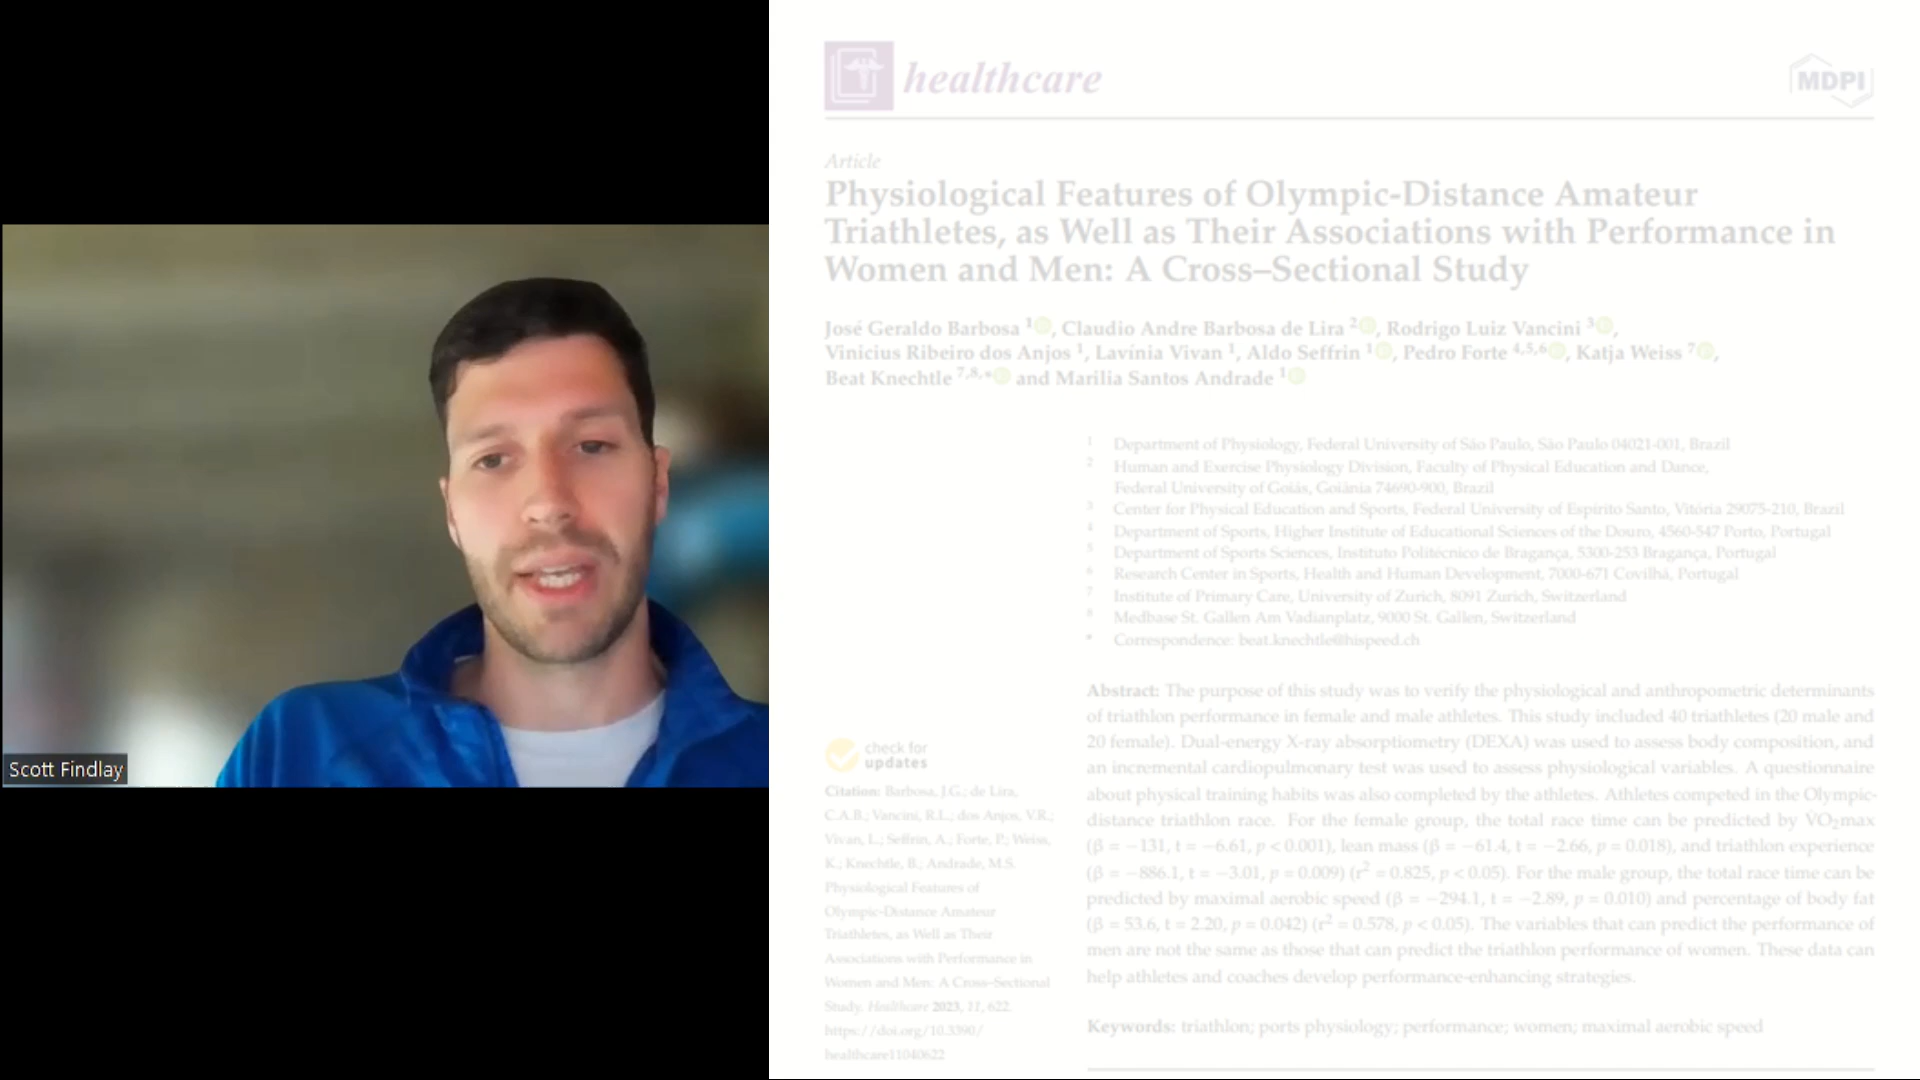 Scott Findlay
healthcare
MDPI
Article
Physiological Features of Olympic-Distance Amateur
Triathletes, as Well as Their Associations with Performance in
Women and Men: A Cross–Sectional Study
José Geraldo Barbosa 1, Claudio Andre Barbosa de Lira 2, Rodrigo Luiz Vancini 3,
Vinicius Ribeiro dos Anjos 1, Lavínia Vivan 1, Aldo Seffrin 1, Pedro Forte 4,5,6, Katja Weiss 7,
Beat Knechtle 7,8,* and Marilia Santos Andrade 1
1 Department of Physiology, Federal University of São Paulo, São Paulo 04021-001, Brazil
2 Human and Exercise Physiology Division, Faculty of Physical Education and Dance,
Federal University of Goiás, Goiânia 74690-900, Brazil
3 Center for Physical Education and Sports, Federal University of Espírito Santo, Vitória 29075-210, Brazil
4 Department of Sports, Higher Institute of Educational Sciences of the Douro, 4560-547 Porto, Portugal
5 Department of Sports Sciences, Instituto Politécnico de Bragança, 5300-253 Bragança, Portugal
6 Research Center in Sports, Health and Human Development, 7000-671 Covilhã, Portugal
7 Institute of Primary Care, University of Zurich, 8091 Zurich, Switzerland
8 Medbase St. Gallen Am Vadianplatz, 9000 St. Gallen, Switzerland
* Correspondence: beat.knechtle@hispeed.ch
Abstract: The purpose of this study was to verify the physiological and anthropometric determinants
of triathlon performance in female and male athletes. This study included 40 triathletes (20 male and
20 female). Dual-energy X-ray absorptiometry (DEXA) was used to assess body composition, and
an incremental cardiopulmonary test was used to assess physiological variables. A questionnaire
about physical training habits was also completed by the athletes. Athletes competed in the Olympic-
distance triathlon race. For the female group, the total race time can be predicted by V̇O2max
(β = −131, t = −6.61, p < 0.001), lean mass (β = −61.4, t = −2.66, p = 0.018), and triathlon experience
(β = −886.1, t = −3.01, p = 0.009) (r2 = 0.825, p < 0.05). For the male group, the total race time can be
predicted by maximal aerobic speed (β = −294.1, t = −2.89, p = 0.010) and percentage of body fat
(β = 53.6, t = 2.20, p = 0.042) (r2 = 0.578, p < 0.05). The variables that can predict the performance of
men are not the same as those that can predict the triathlon performance of women. These data can
help athletes and coaches develop performance-enhancing strategies.
Keywords: triathlon; ports physiology; performance; women; maximal aerobic speed
check for
updates
Citation: Barbosa, J.G.; de Lira,
C.A.B.; Vancini, R.L.; dos Anjos, V.R.;
Vivan, L.; Seffrin, A.; Forte, P.; Weiss,
K.; Knechtle, B.; Andrade, M.S.
Physiological Features of
Olympic-Distance Amateur
Triathletes, as Well as Their
Associations with Performance in
Women and Men: A Cross–Sectional
Study. Healthcare 2023, 11, 622.
https://doi.org/10.3390/
healthcare11040622